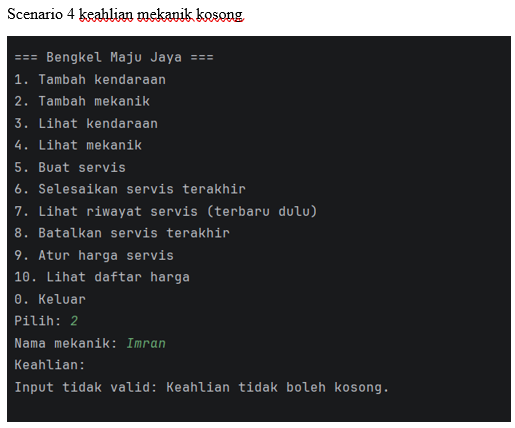 Scenario 4 keahlian mekanik kosong
=== Bengkel Maju Jaya ===
1. Tambah kendaraan
2. Tambah mekanik
3. Lihat kendaraan
4. Lihat mekanik
5. Buat servis
6. Selesaikan servis terakhir
7. Lihat riwayat servis (terbaru dulu)
8. Batalkan servis terakhir
9. Atur harga servis
10. Lihat daftar harga
0. Keluar
Pilih: 2
Nama mekanik: Imran
Keahlian:
Input tidak valid: Keahlian tidak boleh kosong.